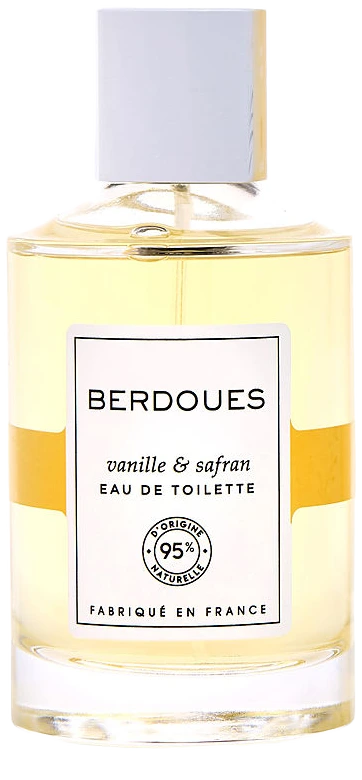 BERDOUES
vanille & safran
EAU DE TOILETTE
D'ORIGINE
95%
NATURELLE
FABRIQUÉ EN FRANCE